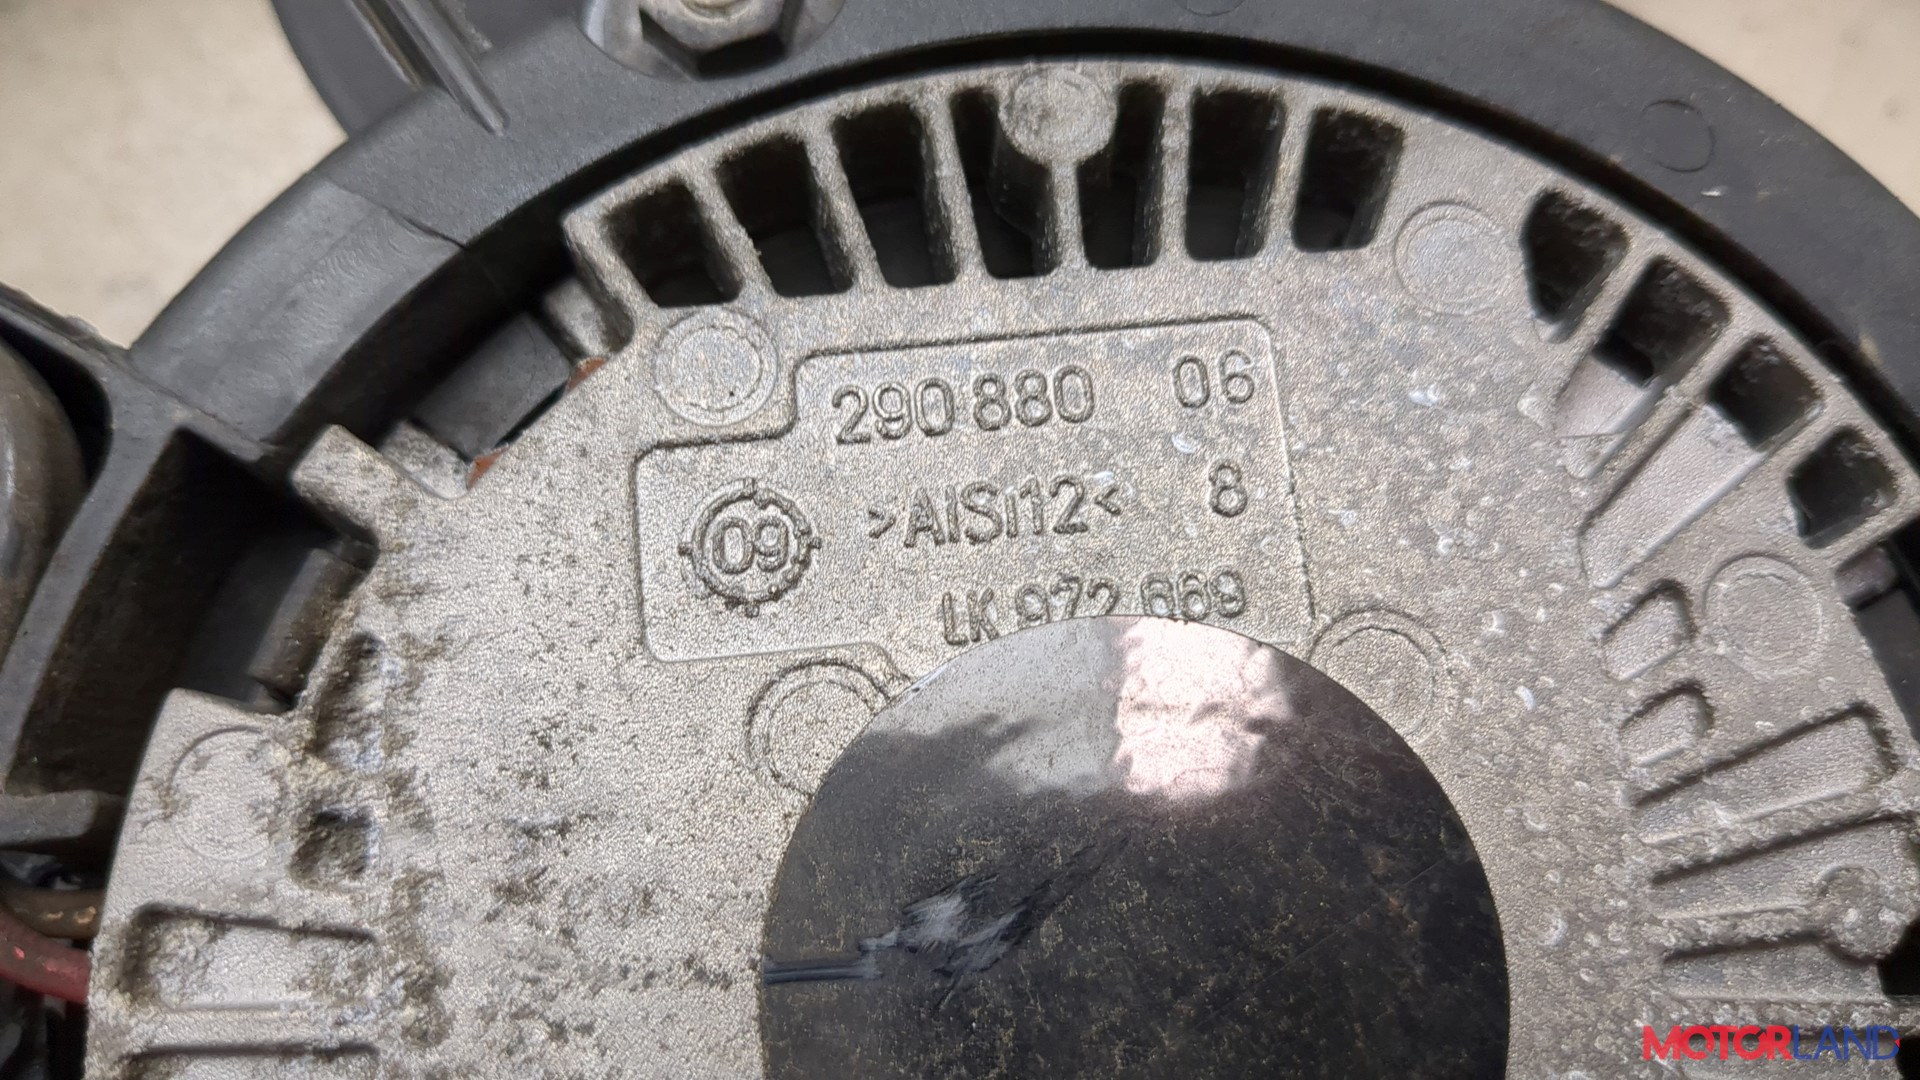 290 880 06
09 >AlSi12< 8
LK 972 669
MOTORLAND